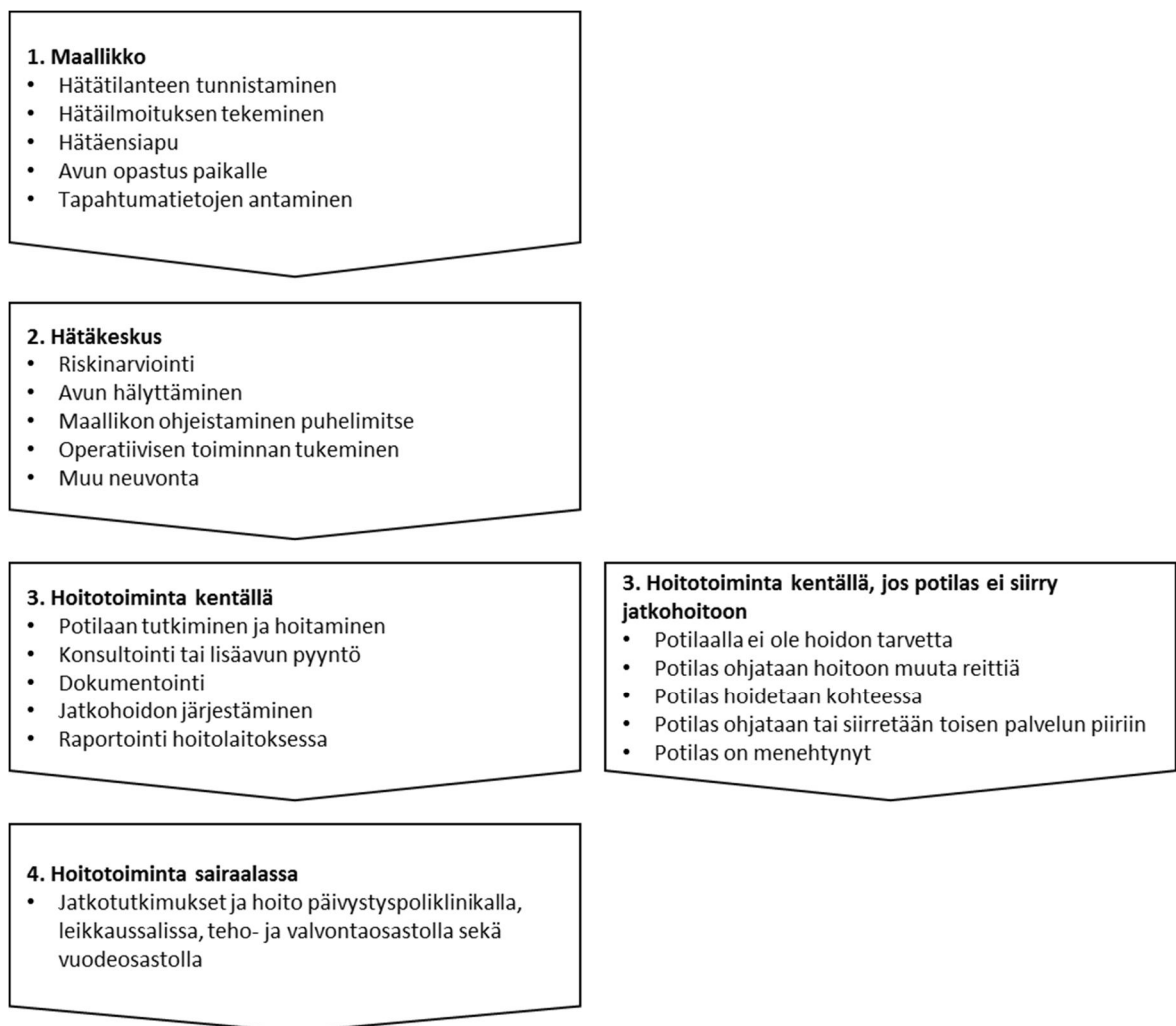 1. Maallikko
• Hätätilanteen tunnistaminen
• Hätäilmoituksen tekeminen
• Hätäensiapu
• Avun opastus paikalle
• Tapahtumatietojen antaminen
2. Hätäkeskus
• Riskinarviointi
• Avun hälyttäminen
• Maallikon ohjeistaminen puhelimitse
• Operatiivisen toiminnan tukeminen
• Muu neuvonta
3. Hoitotoiminta kentällä
• Potilaan tutkiminen ja hoitaminen
• Konsultointi tai lisäavun pyyntö
• Dokumentointi
• Jatkohoidon järjestäminen
• Raportointi hoitolaitoksessa
3. Hoitotoiminta kentällä, jos potilas ei siirry
jatkohoitoon
• Potilaalla ei ole hoidon tarvetta
• Potilas ohjataan hoitoon muuta reittiä
• Potilas hoidetaan kohteessa
• Potilas ohjataan tai siirretään toisen palvelun piiriin
• Potilas on menehtynyt
4. Hoitotoiminta sairaalassa
• Jatkotutkimukset ja hoito päivystyspoliklinikalla,
leikkaussalissa, teho- ja valvontaosastolla sekä
vuodeosastolla